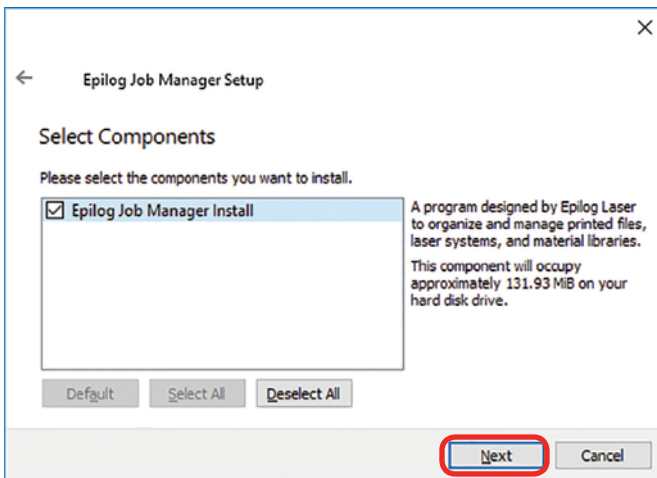 Epilog Job Manager Setup
Select Components
Please select the components you want to install.
Epilog Job Manager Install
A program designed by Epilog Laser
to organize and manage printed files,
laser systems, and material libraries.
This component will occupy
approximately 131.93 MiB on your
hard disk drive.
Default Select All Deselect All
Next Cancel